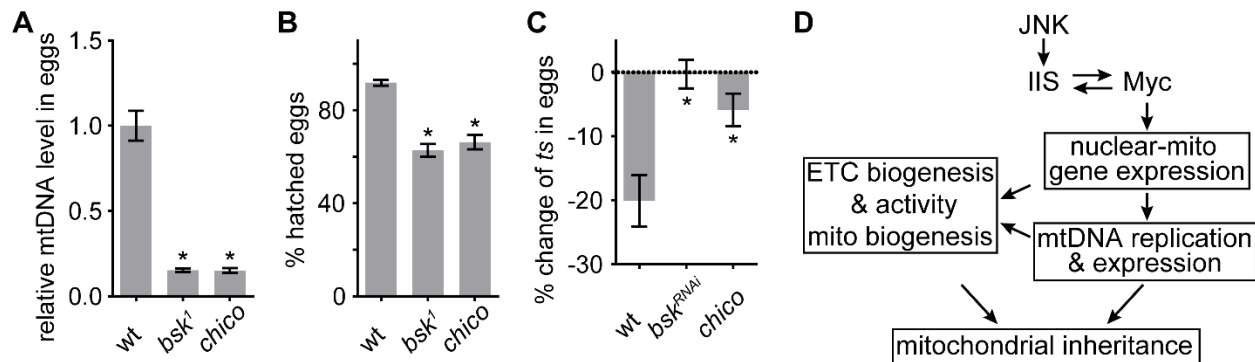 A
relative mtDNA level in eggs
1.5
1.0
0.5
0.0
*
*
wt
bsk¹
chico
B
% hatched eggs
80
60
40
20
0
*
*
wt
bsk¹
chico
C
% change of ts in eggs
0
-10
-20
-30
*
*
wt
bskᴿᴺᴬⁱ
chico
D
JNK
IIS
Myc
nuclear-mito
gene expression
ETC biogenesis
& activity
mito biogenesis
mtDNA replication
& expression
mitochondrial inheritance